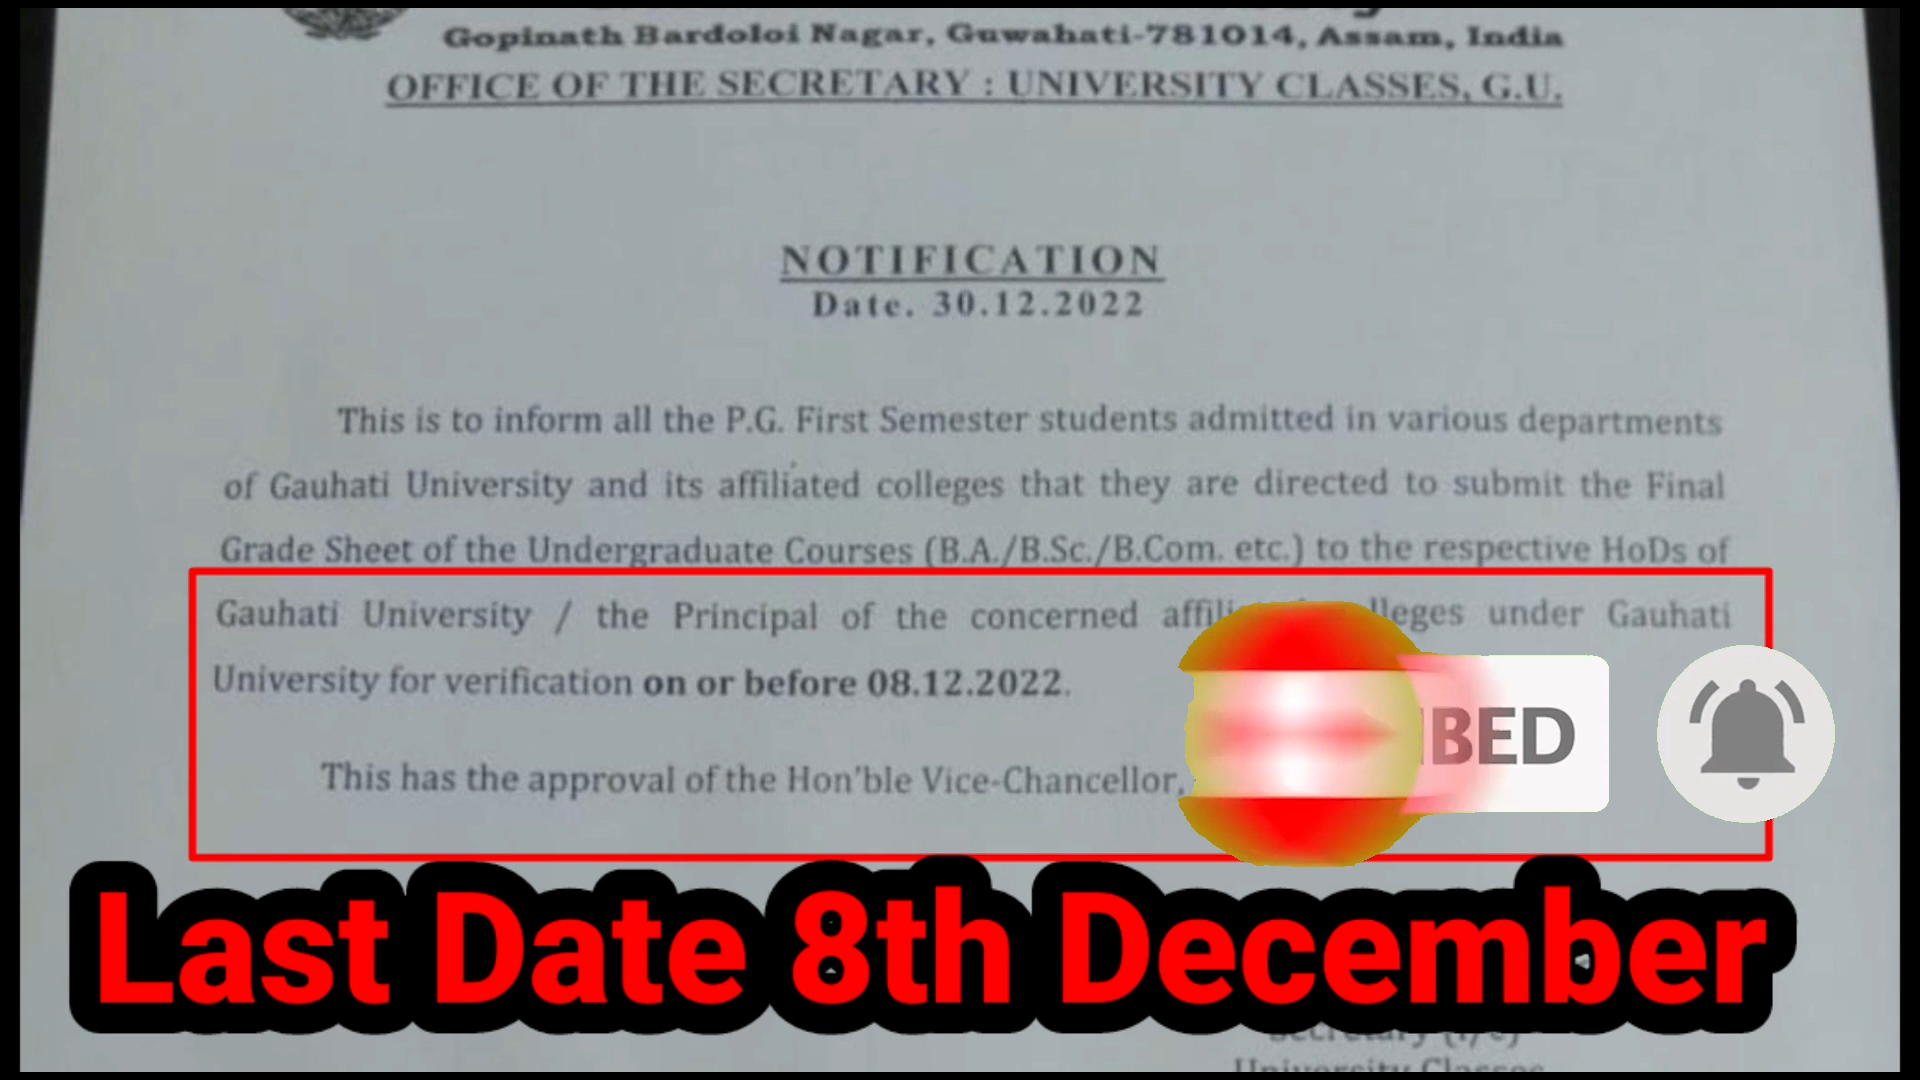 Gopinath Bardoloi Nagar, Guwahati-781014, Assam, India
OFFICE OF THE SECRETARY : UNIVERSITY CLASSES, G.U.
NOTIFICATION
Date. 30.12.2022
This is to inform all the P.G. First Semester students admitted in various departments
of Gauhati University and its affiliated colleges that they are directed to submit the Final
Grade Sheet of the Undergraduate Courses (B.A./B.Sc./B.Com. etc.) to the respective HoDs of
Gauhati University / the Principal of the concerned under Gauhati
University for verification on or before 08.12.2022.
This has the approval of the Hon'ble Vice-Chancellor.
BED
Last Date 8th December
University Classes